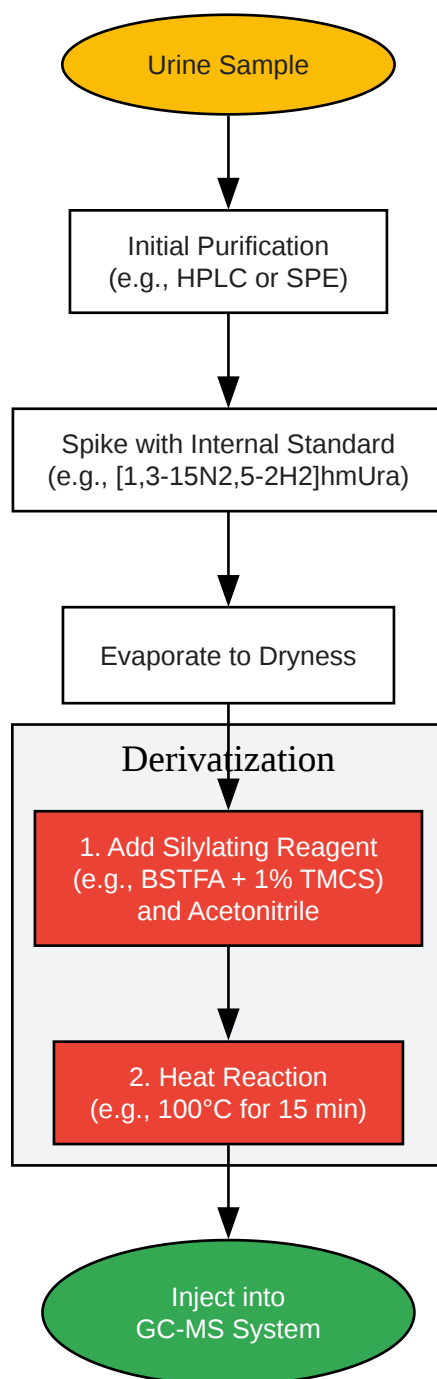 Urine Sample
Initial Purification
(e.g., HPLC or SPE)
Spike with Internal Standard
(e.g., [1,3-15N2,5-2H2]hmUra)
Evaporate to Dryness
Derivatization
1. Add Silylating Reagent
(e.g., BSTFA + 1% TMCS)
and Acetonitrile
2. Heat Reaction
(e.g., 100°C for 15 min)
Inject into
GC-MS System